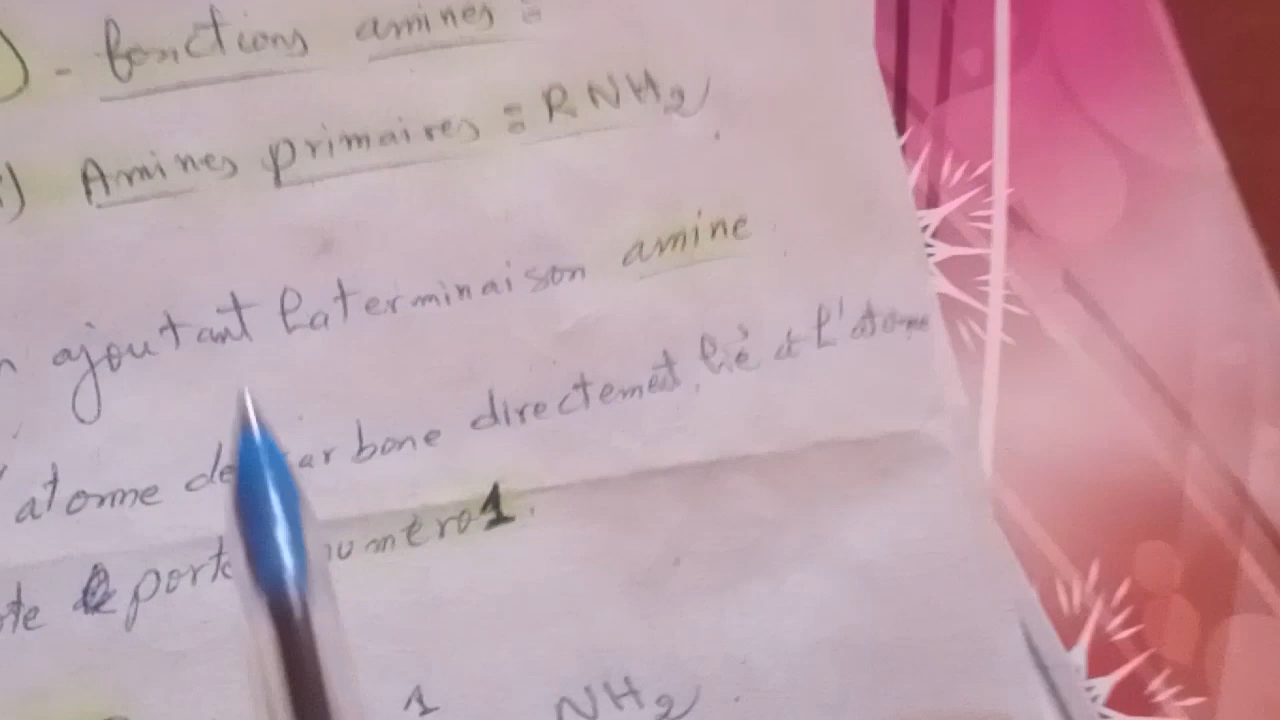 ) - fonctions amines :
) Amines primaires : RNH2
ajoutant la terminaison amine
atome de carbone directement lié à l'atome
porte numéro 1.
1 NH2